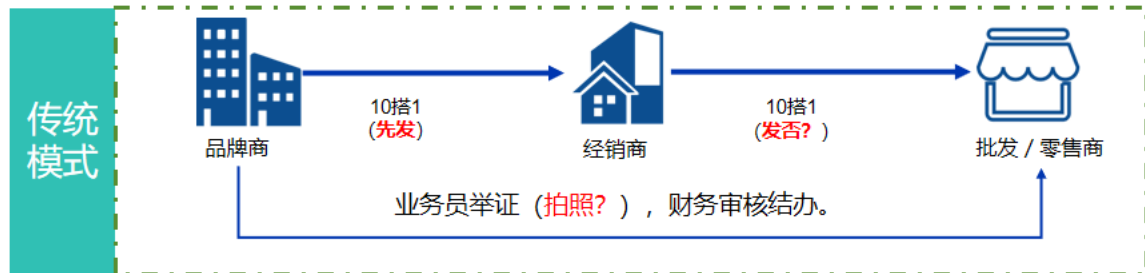 传统
模式
10搭1
（先发）
10搭1
（发否？）
品牌商
经销商
批发 / 零售商
业务员举证（拍照？），财务审核结办。